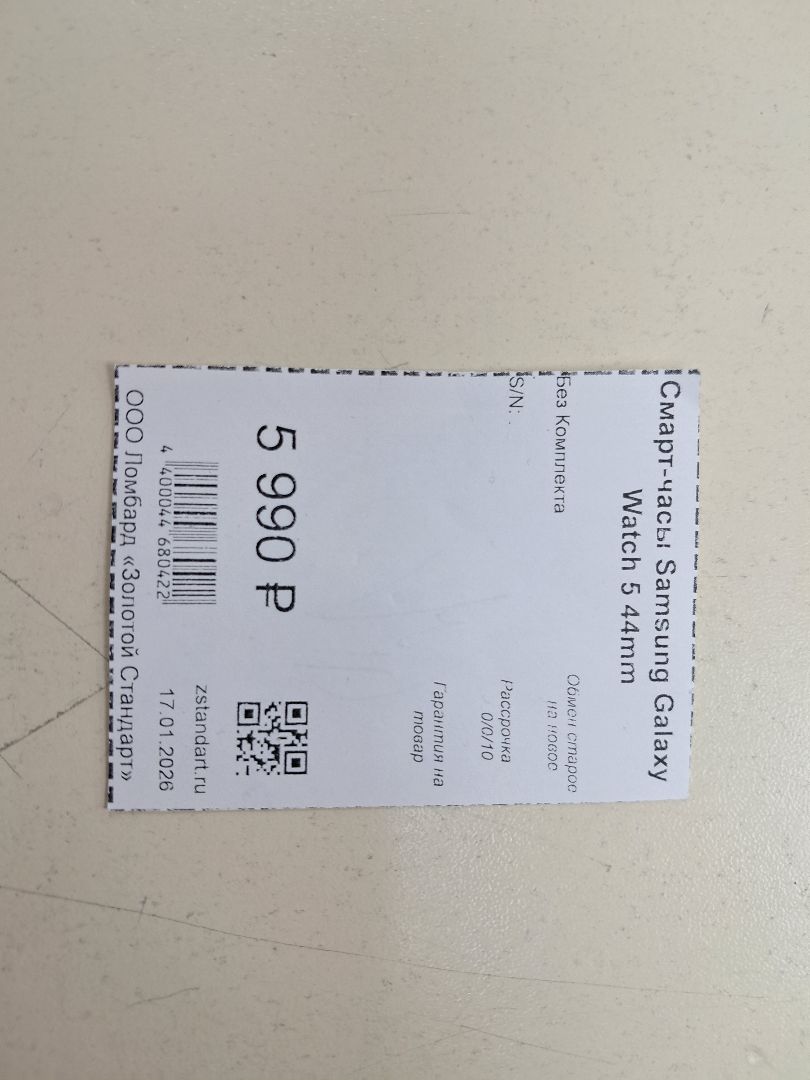 Смарт-часы Samsung Galaxy
Watch 5 44mm
Без Комплекта
S/N: .
Обмен старое
на новое
Рассрочка
0/0/10
Гарантия на
товар
5 990 ₽
4 400044 680422
zstandart.ru
17.01.2026
ООО Ломбард «Золотой Стандарт»